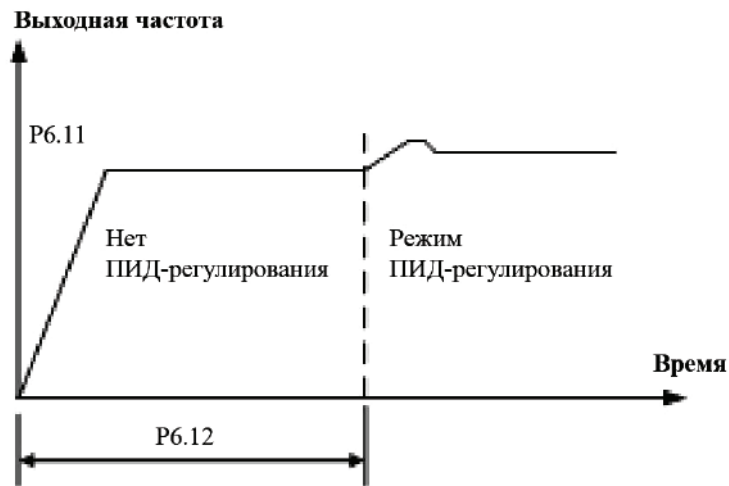 Выходная частота
P6.11
Нет
ПИД-регулирования
Режим
ПИД-регулирования
Время
P6.12